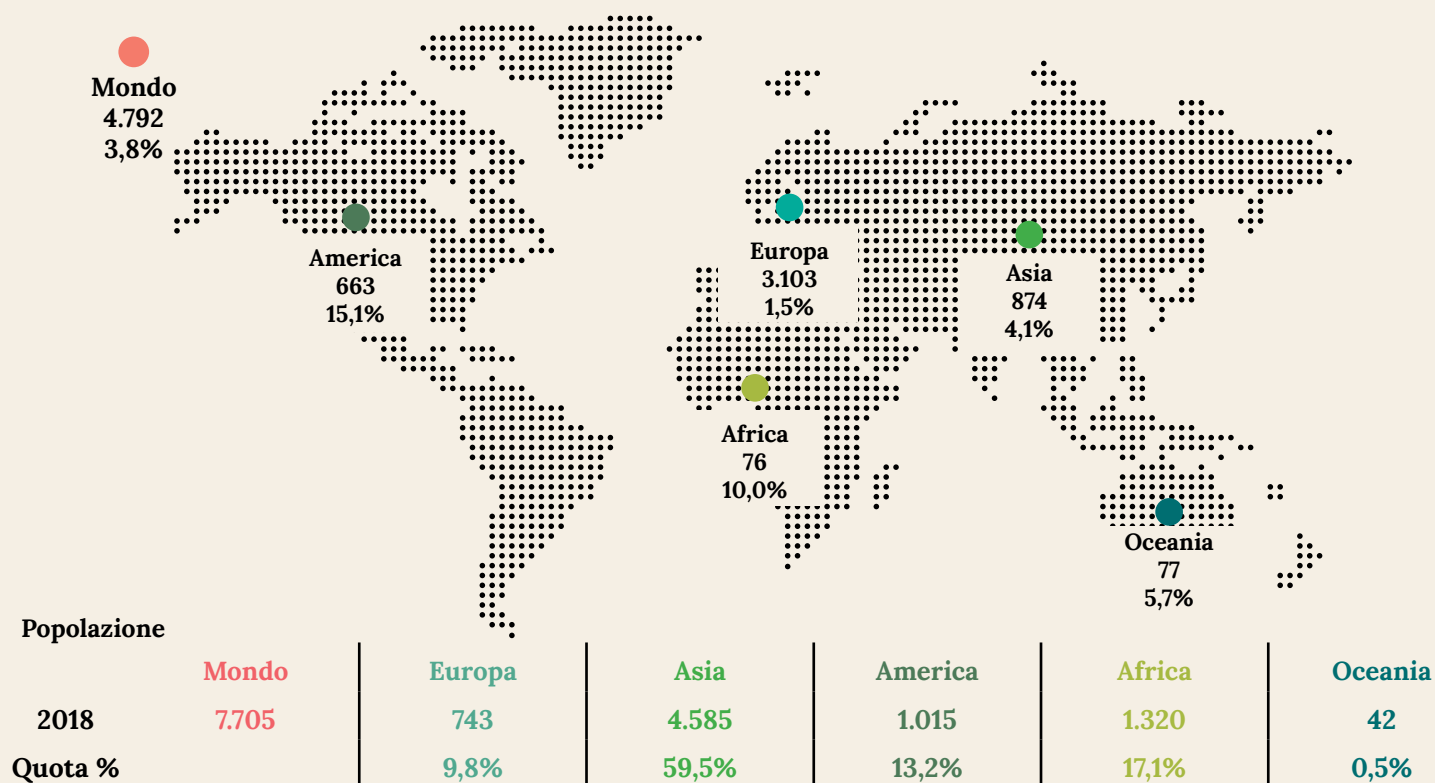 Mondo
4.792
3,8%
America
663
15,1%
Europa
3.103
1,5%
Asia
874
4,1%
Africa
76
10,0%
Oceania
77
5,7%
Popolazione
Mondo Europa Asia America Africa Oceania
2018 7.705 743 4.585 1.015 1.320 42
Quota % 9,8% 59,5% 13,2% 17,1% 0,5%